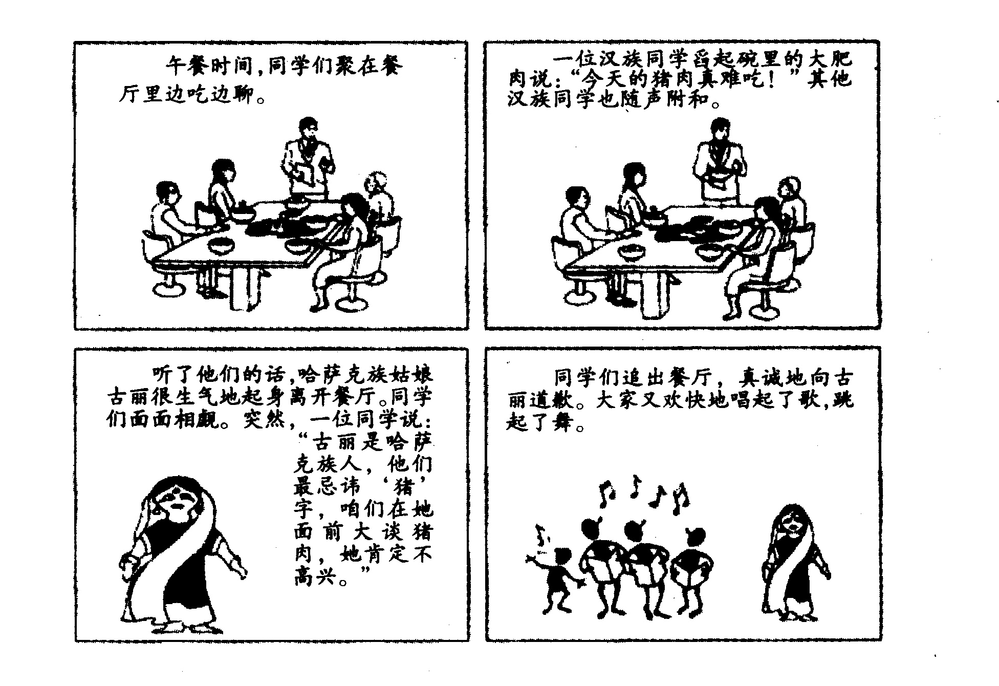 午餐时间,同学们聚在餐
厅里边吃边聊。
一位汉族同学舀起碗里的大肥
肉说:“今天的猪肉真难吃!”其他
汉族同学也随声附和。
听了他们的话,哈萨克族姑娘
古丽很生气地起身离开餐厅。同学
们面面相觑。突然,一位同学说:
“古丽是哈萨
克族人,他们
最忌讳‘猪’
字,咱们在她
面前大谈猪
肉,她肯定不
高兴。”
同学们追出餐厅,真诚地向古
丽道歉。大家又欢快地唱起了歌,跳
起了舞。